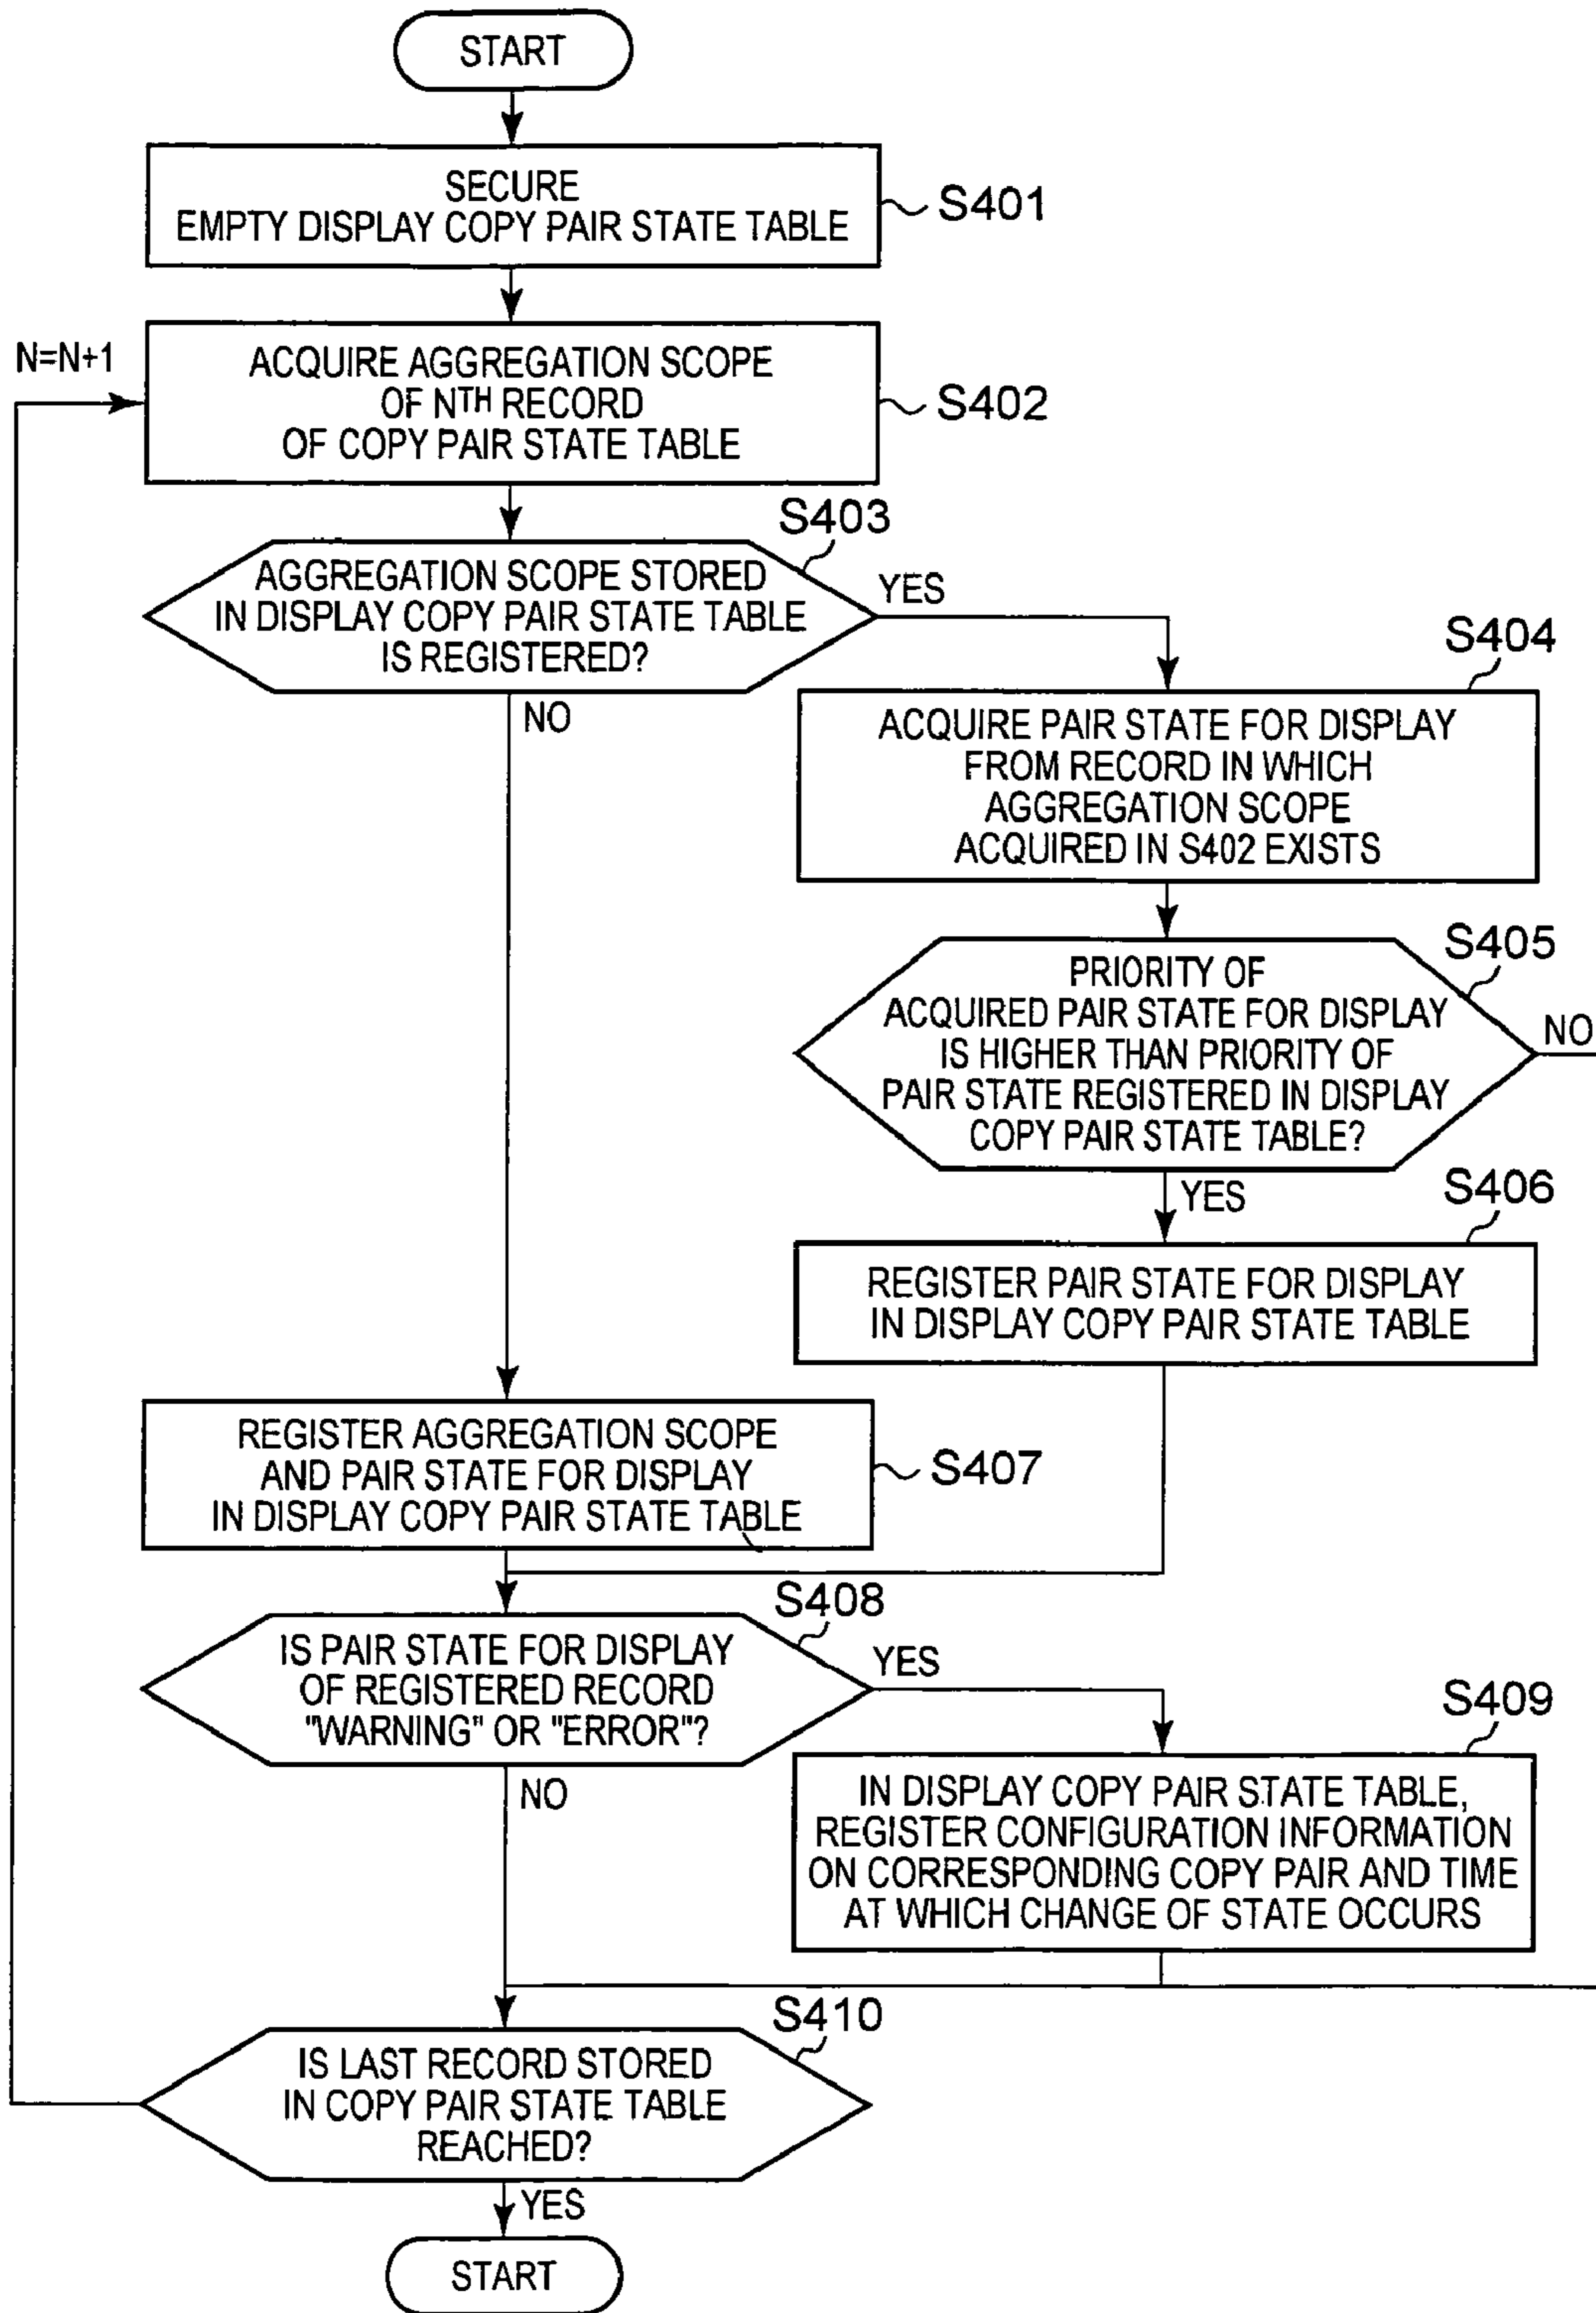 START
SECURE
EMPTY DISPLAY COPY PAIR STATE TABLE
S401
N=N+1
ACQUIRE AGGREGATION SCOPE
OF NTH RECORD
OF COPY PAIR STATE TABLE
S402
S403
AGGREGATION SCOPE STORED
IN DISPLAY COPY PAIR STATE TABLE
IS REGISTERED?
YES
NO
S404
ACQUIRE PAIR STATE FOR DISPLAY
FROM RECORD IN WHICH
AGGREGATION SCOPE
ACQUIRED IN S402 EXISTS
S405
PRIORITY OF
ACQUIRED PAIR STATE FOR DISPLAY
IS HIGHER THAN PRIORITY OF
PAIR STATE REGISTERED IN DISPLAY
COPY PAIR STATE TABLE?
NO
YES
S406
REGISTER PAIR STATE FOR DISPLAY
IN DISPLAY COPY PAIR STATE TABLE
REGISTER AGGREGATION SCOPE
AND PAIR STATE FOR DISPLAY
IN DISPLAY COPY PAIR STATE TABLE
S407
S408
IS PAIR STATE FOR DISPLAY
OF REGISTERED RECORD
"WARNING" OR "ERROR"?
YES
NO
S409
IN DISPLAY COPY PAIR STATE TABLE,
REGISTER CONFIGURATION INFORMATION
ON CORRESPONDING COPY PAIR AND TIME
AT WHICH CHANGE OF STATE OCCURS
S410
IS LAST RECORD STORED
IN COPY PAIR STATE TABLE
REACHED?
YES
START